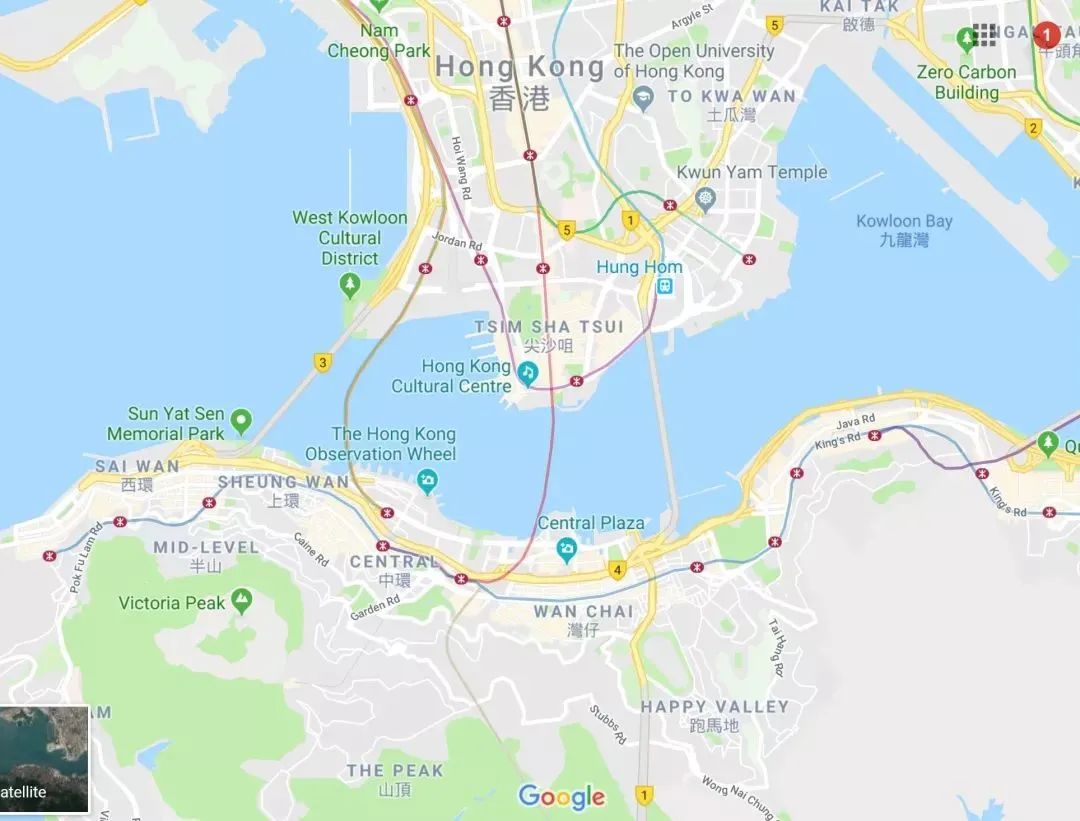 KAI TAK
啟德
5
Argyle St
Nam
Cheong Park
The Open University
of Hong Kong
1
Hong Kong
香港
Zero Carbon
Building
TO KWA WAN
土瓜灣
2
Hoi Wang Rd
Kwun Yam Temple
West Kowloon
Cultural
District
5
1
Kowloon Bay
九龍灣
Jordan Rd
Hung Hom
TSIM SHA TSUI
尖沙咀
3
Hong Kong
Cultural Centre
Sun Yat Sen
Memorial Park
The Hong Kong
Observation Wheel
Java Rd
King's Rd
SAI WAN
西環
SHEUNG WAN
上環
King's Rd
Central Plaza
Pok Fu Lam Rd
MID-LEVEL
半山
Caine Rd
CENTRAL
中環
4
Victoria Peak
Garden Rd
WAN CHAI
灣仔
Tai Hang Rd
HAPPY VALLEY
跑馬地
Stubbs Rd
THE PEAK
山頂
Wong Nai Chung
Google
1
atellite